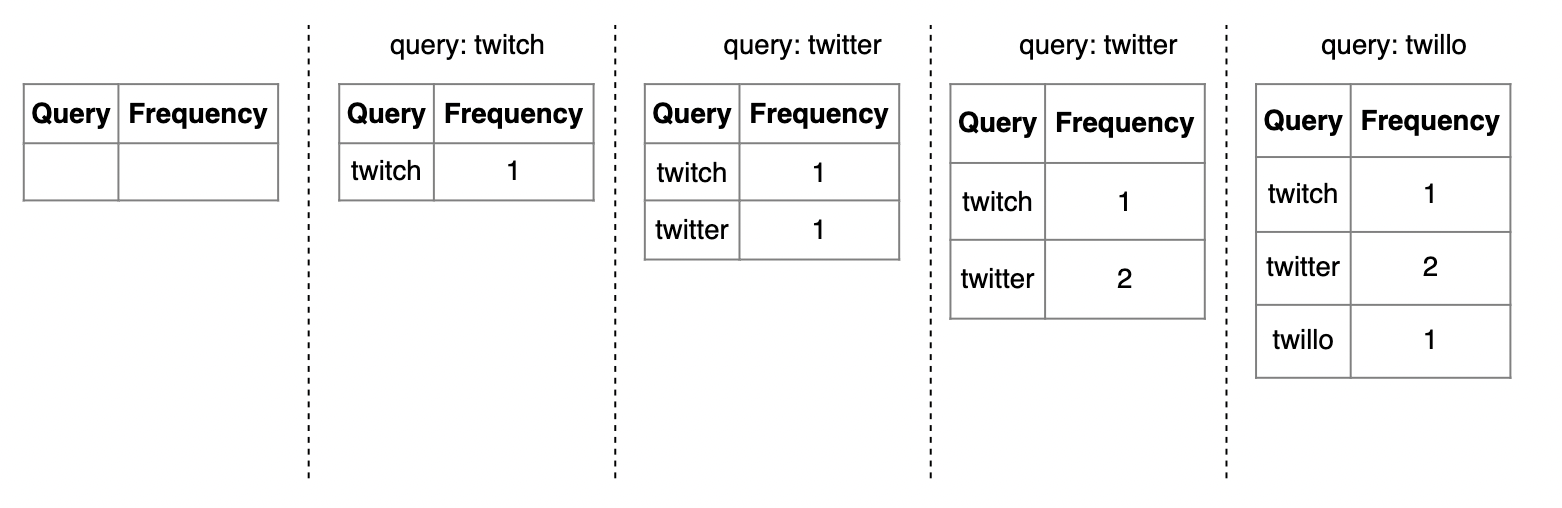 Query Frequency
query: twitch
Query Frequency
twitch 1
query: twitter
Query Frequency
twitch 1
twitter 1
query: twitter
Query Frequency
twitch 1
twitter 2
query: twillo
Query Frequency
twitch 1
twitter 2
twillo 1